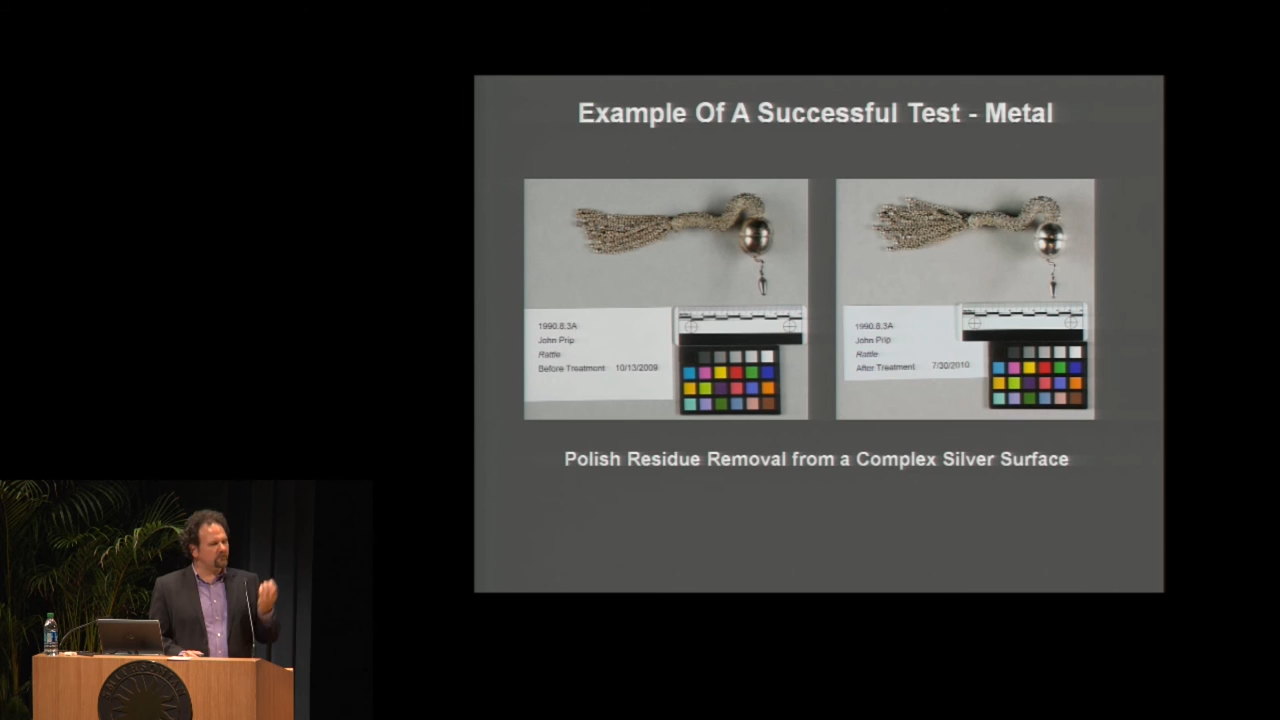 Example Of A Successful Test - Metal
1990.8.3A
John Prip
Rattle
Before Treatment 10/13/2009
1990.8.3A
John Prip
Rattle
After Treatment 7/30/2010
Polish Residue Removal from a Complex Silver Surface